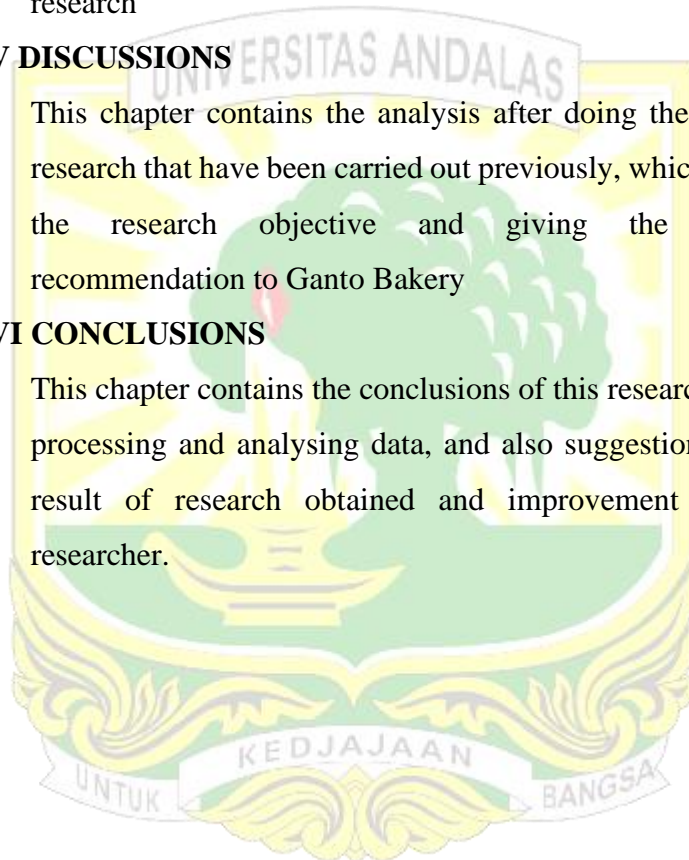 research
V DISCUSSIONS
UNIVERSITAS ANDALAS
This chapter contains the analysis after doing the
research that have been carried out previously, whic
the research objective and giving the
recommendation to Ganto Bakery
VI CONCLUSIONS
This chapter contains the conclusions of this researc
processing and analysing data, and also suggestion
result of research obtained and improvement
researcher.
UNTUK KEDJAJAAN BANGSA